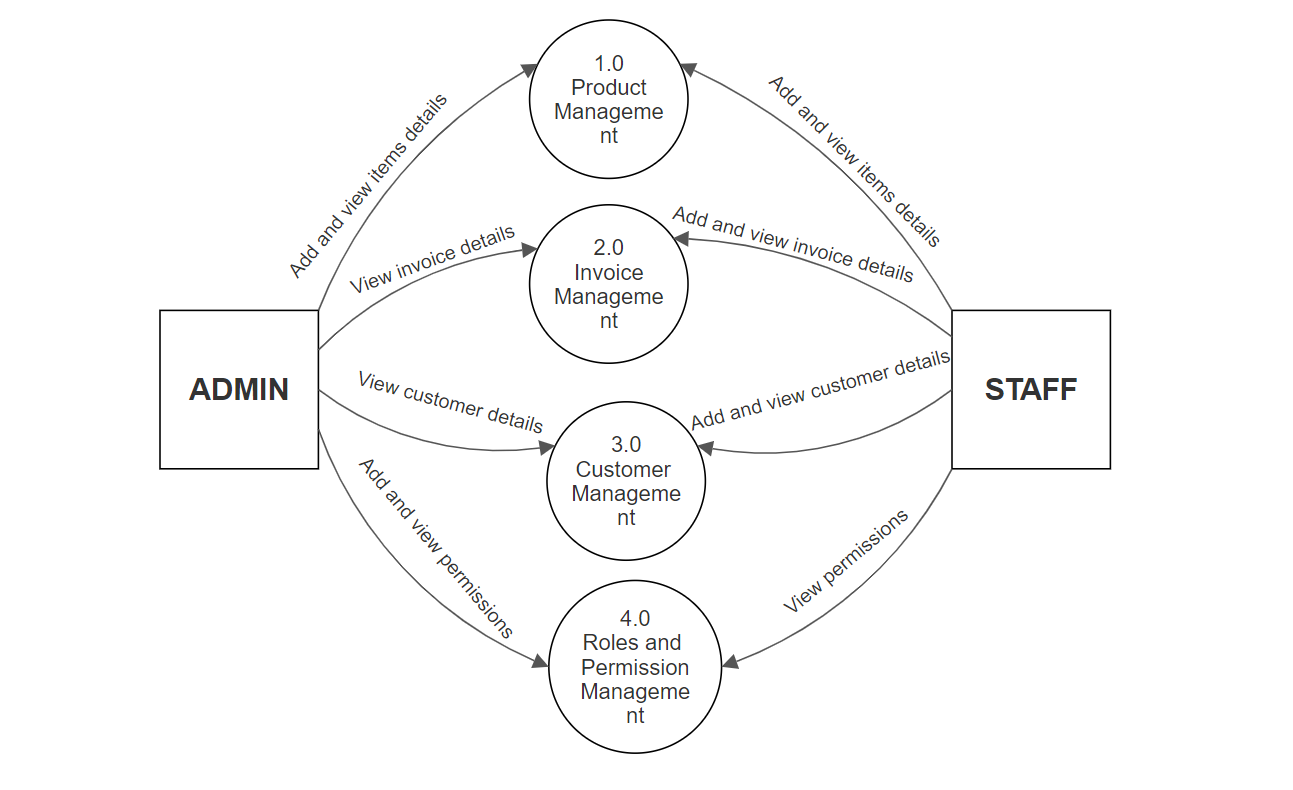 1.0
Product
Manageme
nt
Add and view items details
Add and view items details
2.0
Invoice
Manageme
nt
View invoice details
Add and view invoice details
ADMIN
STAFF
View customer details
Add and view customer details
3.0
Customer
Manageme
nt
Add and view permissions
View permissions
4.0
Roles and
Permission
Manageme
nt